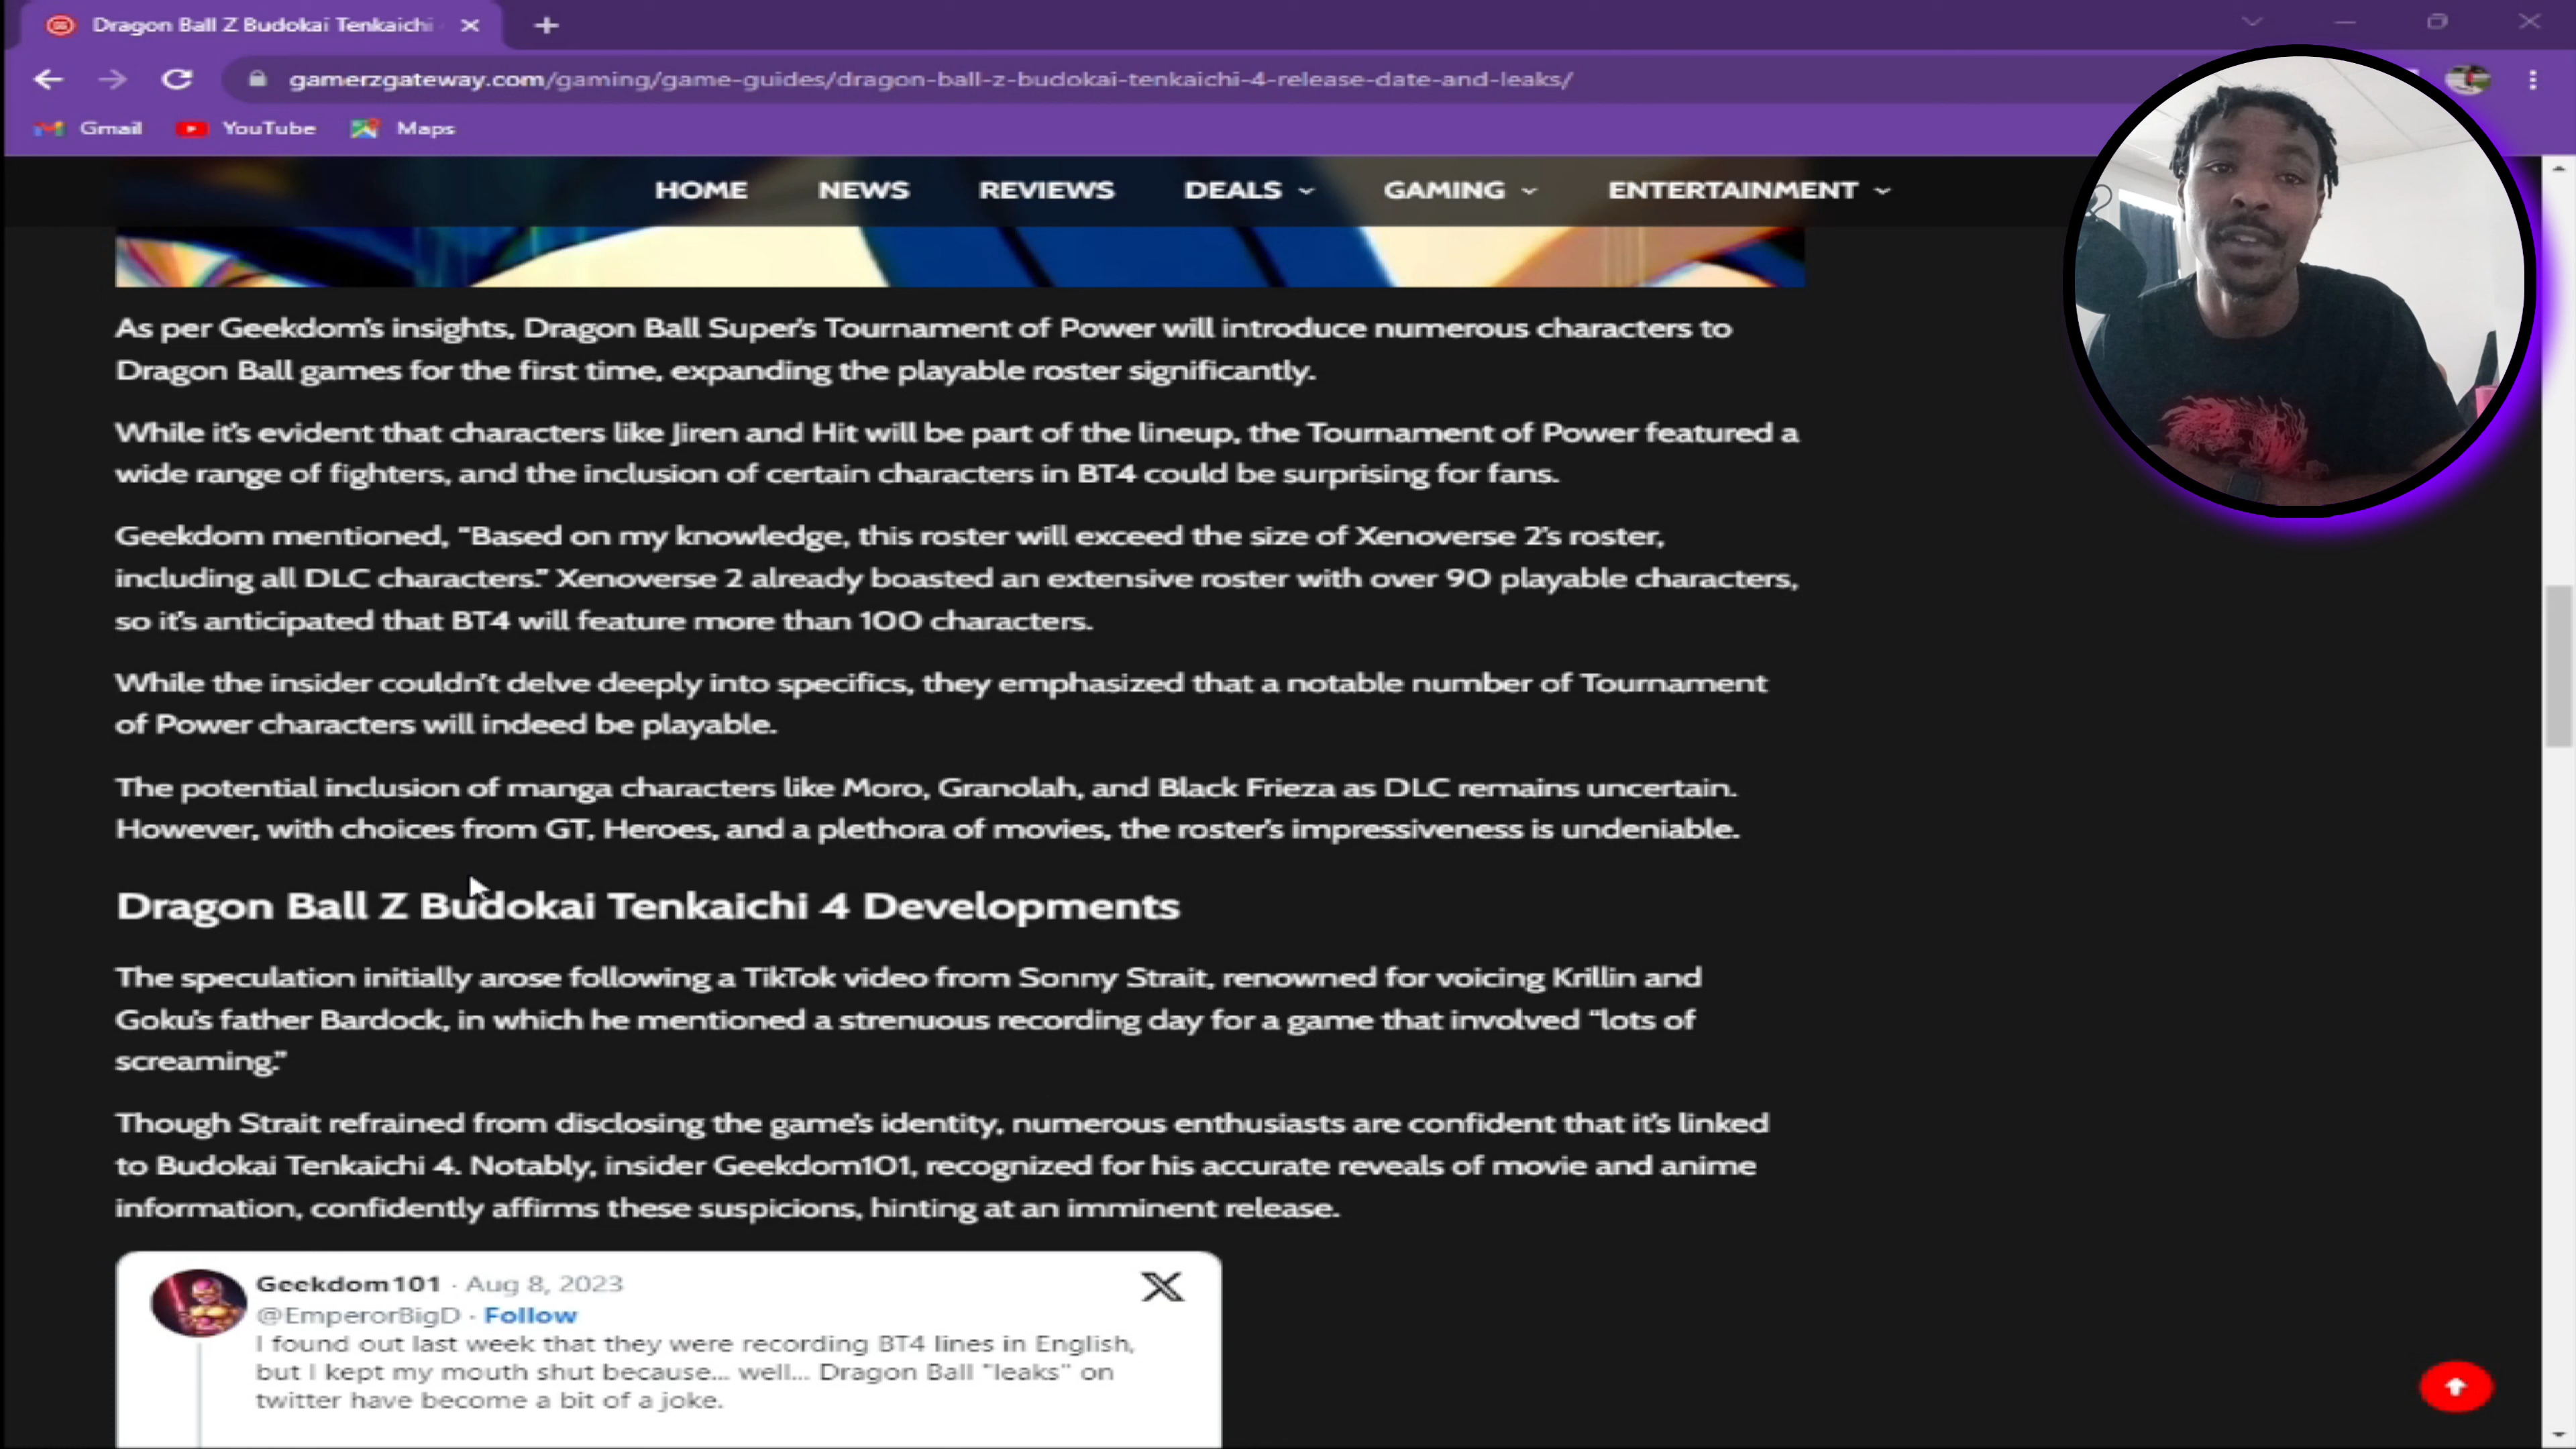 Dragon Ball Z Budokai Tenkaichi
gamerzgateway.com/gaming/game-guides/dragon-ball-z-budokai-tenkaichi-4-release-date-and-leaks/
Gmail YouTube Maps
HOME NEWS REVIEWS DEALS GAMING ENTERTAINMENT
As per Geekdom's insights, Dragon Ball Super's Tournament of Power will introduce numerous characters to
Dragon Ball games for the first time, expanding the playable roster significantly.
While it's evident that characters like Jiren and Hit will be part of the lineup, the Tournament of Power featured a
wide range of fighters, and the inclusion of certain characters in BT4 could be surprising for fans.
Geekdom mentioned, "Based on my knowledge, this roster will exceed the size of Xenoverse 2's roster,
including all DLC characters." Xenoverse 2 already boasted an extensive roster with over 90 playable characters,
so it's anticipated that BT4 will feature more than 100 characters.
While the insider couldn't delve deeply into specifics, they emphasized that a notable number of Tournament
of Power characters will indeed be playable.
The potential inclusion of manga characters like Moro, Granolah, and Black Frieza as DLC remains uncertain.
However, with choices from GT, Heroes, and a plethora of movies, the roster's impressiveness is undeniable.
Dragon Ball Z Budokai Tenkaichi 4 Developments
The speculation initially arose following a TikTok video from Sonny Strait, renowned for voicing Krillin and
Goku's father Bardock, in which he mentioned a strenuous recording day for a game that involved "lots of
screaming."
Though Strait refrained from disclosing the game's identity, numerous enthusiasts are confident that it's linked
to Budokai Tenkaichi 4. Notably, insider Geekdom101, recognized for his accurate reveals of movie and anime
information, confidently affirms these suspicions, hinting at an imminent release.
Geekdom101 · Aug 8, 2023
@EmperorBigD · Follow
I found out last week that they were recording BT4 lines in English,
but I kept my mouth shut because... well... Dragon Ball "leaks" on
twitter have become a bit of a joke.